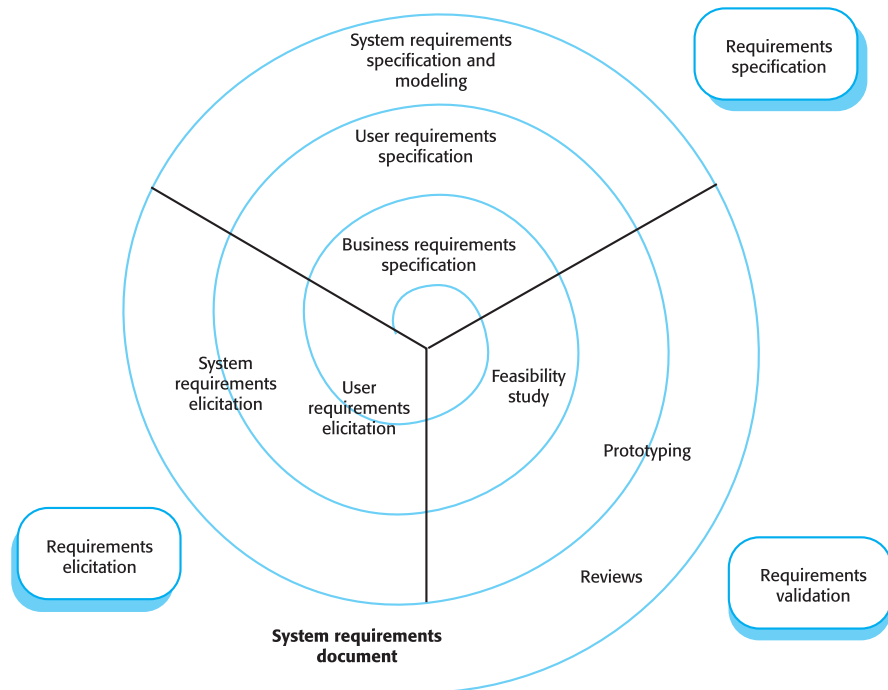 System requirements
specification and
modeling
Requirements
specification
User requirements
specification
Business requirements
specification
System
requirements
elicitation
User
requirements
elicitation
Feasibility
study
Prototyping
Requirements
elicitation
Reviews
Requirements
validation
System requirements
document